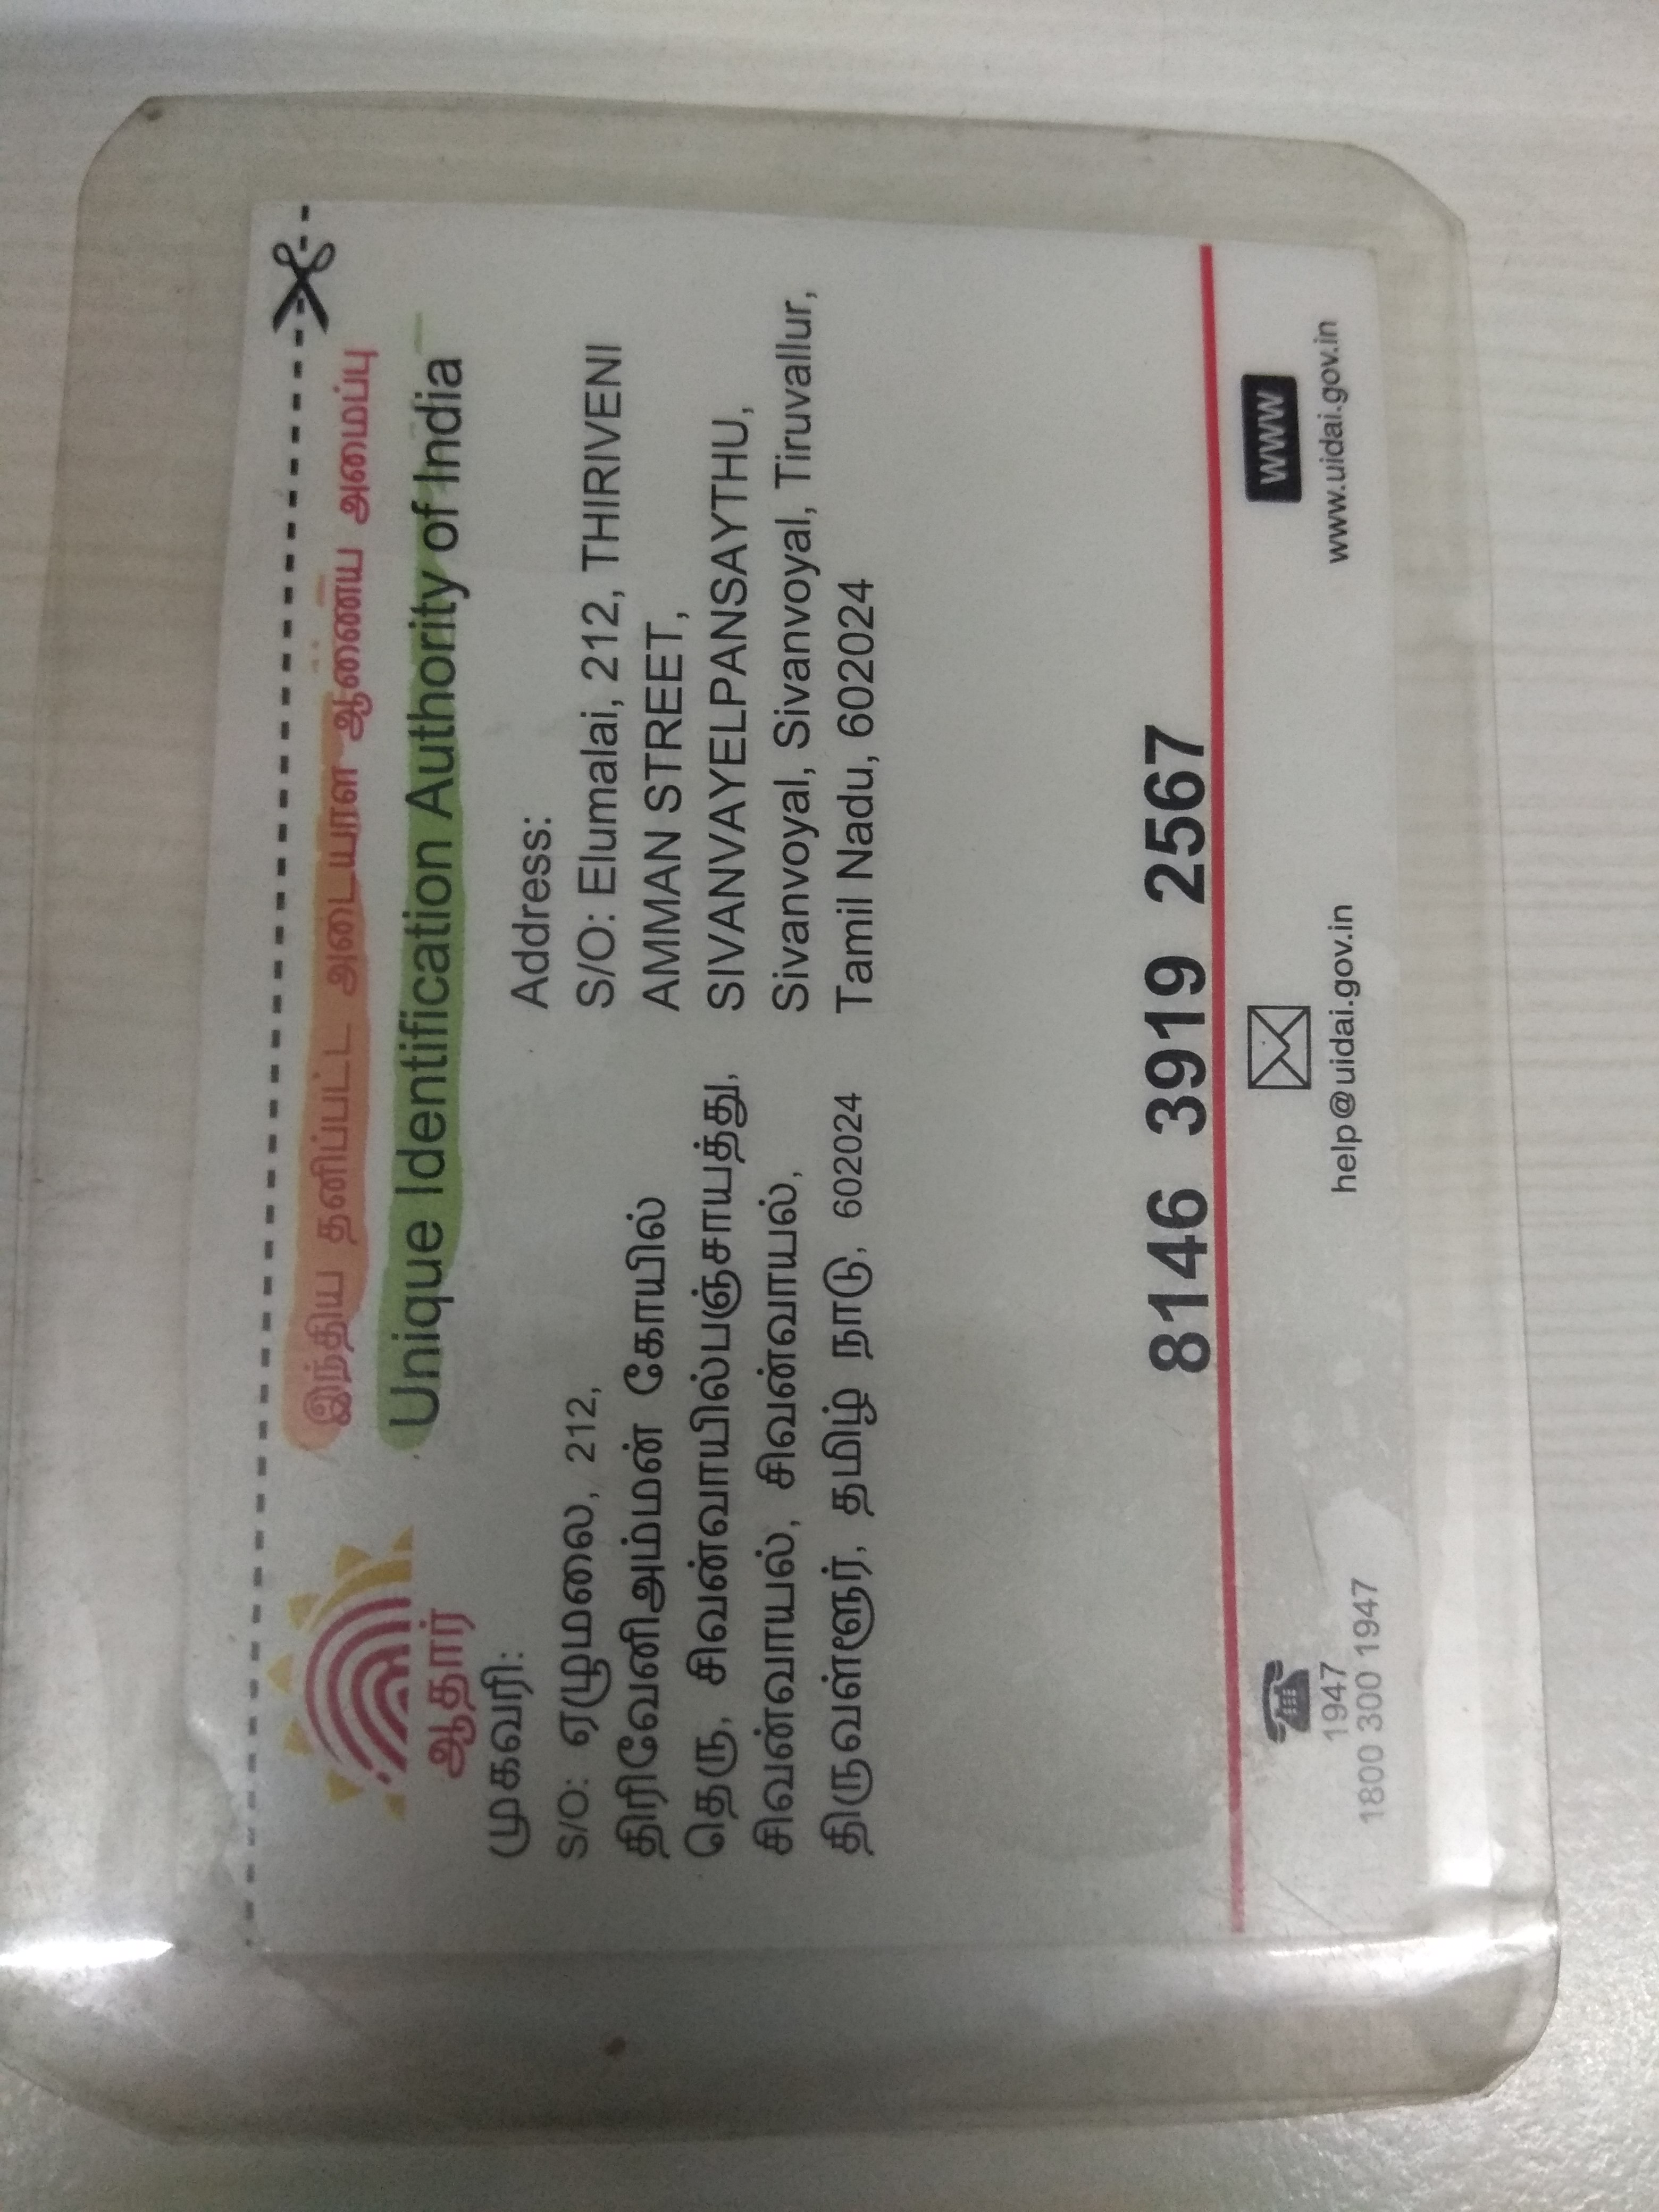 இந்திய தனிப்பட்ட அடையாள ஆணைய அமைப்பு
Unique Identification Authority of India
ஆதார்
முகவரி:
S/O: ஏழுமலை, 212,
திரிவேனிஅம்மன் கோயில்
தெரு, சிவன்வாயில்பஞ்சாயத்து,
சிவன்வாயல், சிவன்வாயல்,
திருவள்ளூர், தமிழ் நாடு, 602024
Address:
S/O: Elumalai, 212, THIRIVENI
AMMAN STREET,
SIVANVAYELPANSAYTHU,
Sivanvoyal, Sivanvoyal, Tiruvallur,
Tamil Nadu, 602024
8146 3919 2567
1947
1800 300 1947
help@uidai.gov.in
WWW
www.uidai.gov.in